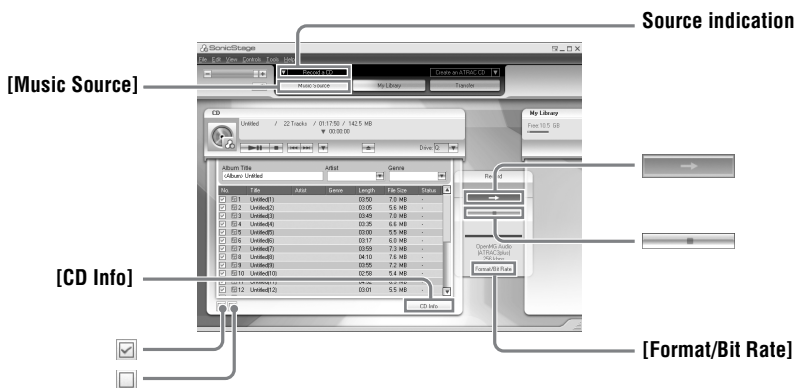 Source indication
SonicStage
File Edit View Controls Tools Help
Record a CD
Create an ATRAC CD
[Music Source]
Music Source
My Library
Transfer
CD
My Library
Untitled / 22 Tracks / 01:17:50 / 142.5 MB
Free:10.5 GB
00:00:00
Drive: Q
Album Title Artist Genre
(Album) Untitled
Record
No. Title Artist Genre Length File Size Status
1 Untitled(1) 03:50 7.0 MB -
2 Untitled(2) 03:05 5.6 MB -
3 Untitled(3) 03:49 7.0 MB -
4 Untitled(4) 03:35 6.6 MB -
5 Untitled(5) 03:00 5.5 MB -
6 Untitled(6) 03:17 6.0 MB -
7 Untitled(7) 03:59 7.3 MB -
8 Untitled(8) 04:10 7.6 MB -
9 Untitled(9) 03:55 7.2 MB -
10 Untitled(10) 02:58 5.4 MB -
12 Untitled(12) 03:01 5.5 MB -
OpenMG Audio
(ATRAC3plus)
256 kbps
Format/Bit Rate
[CD Info]
CD Info
[Format/Bit Rate]